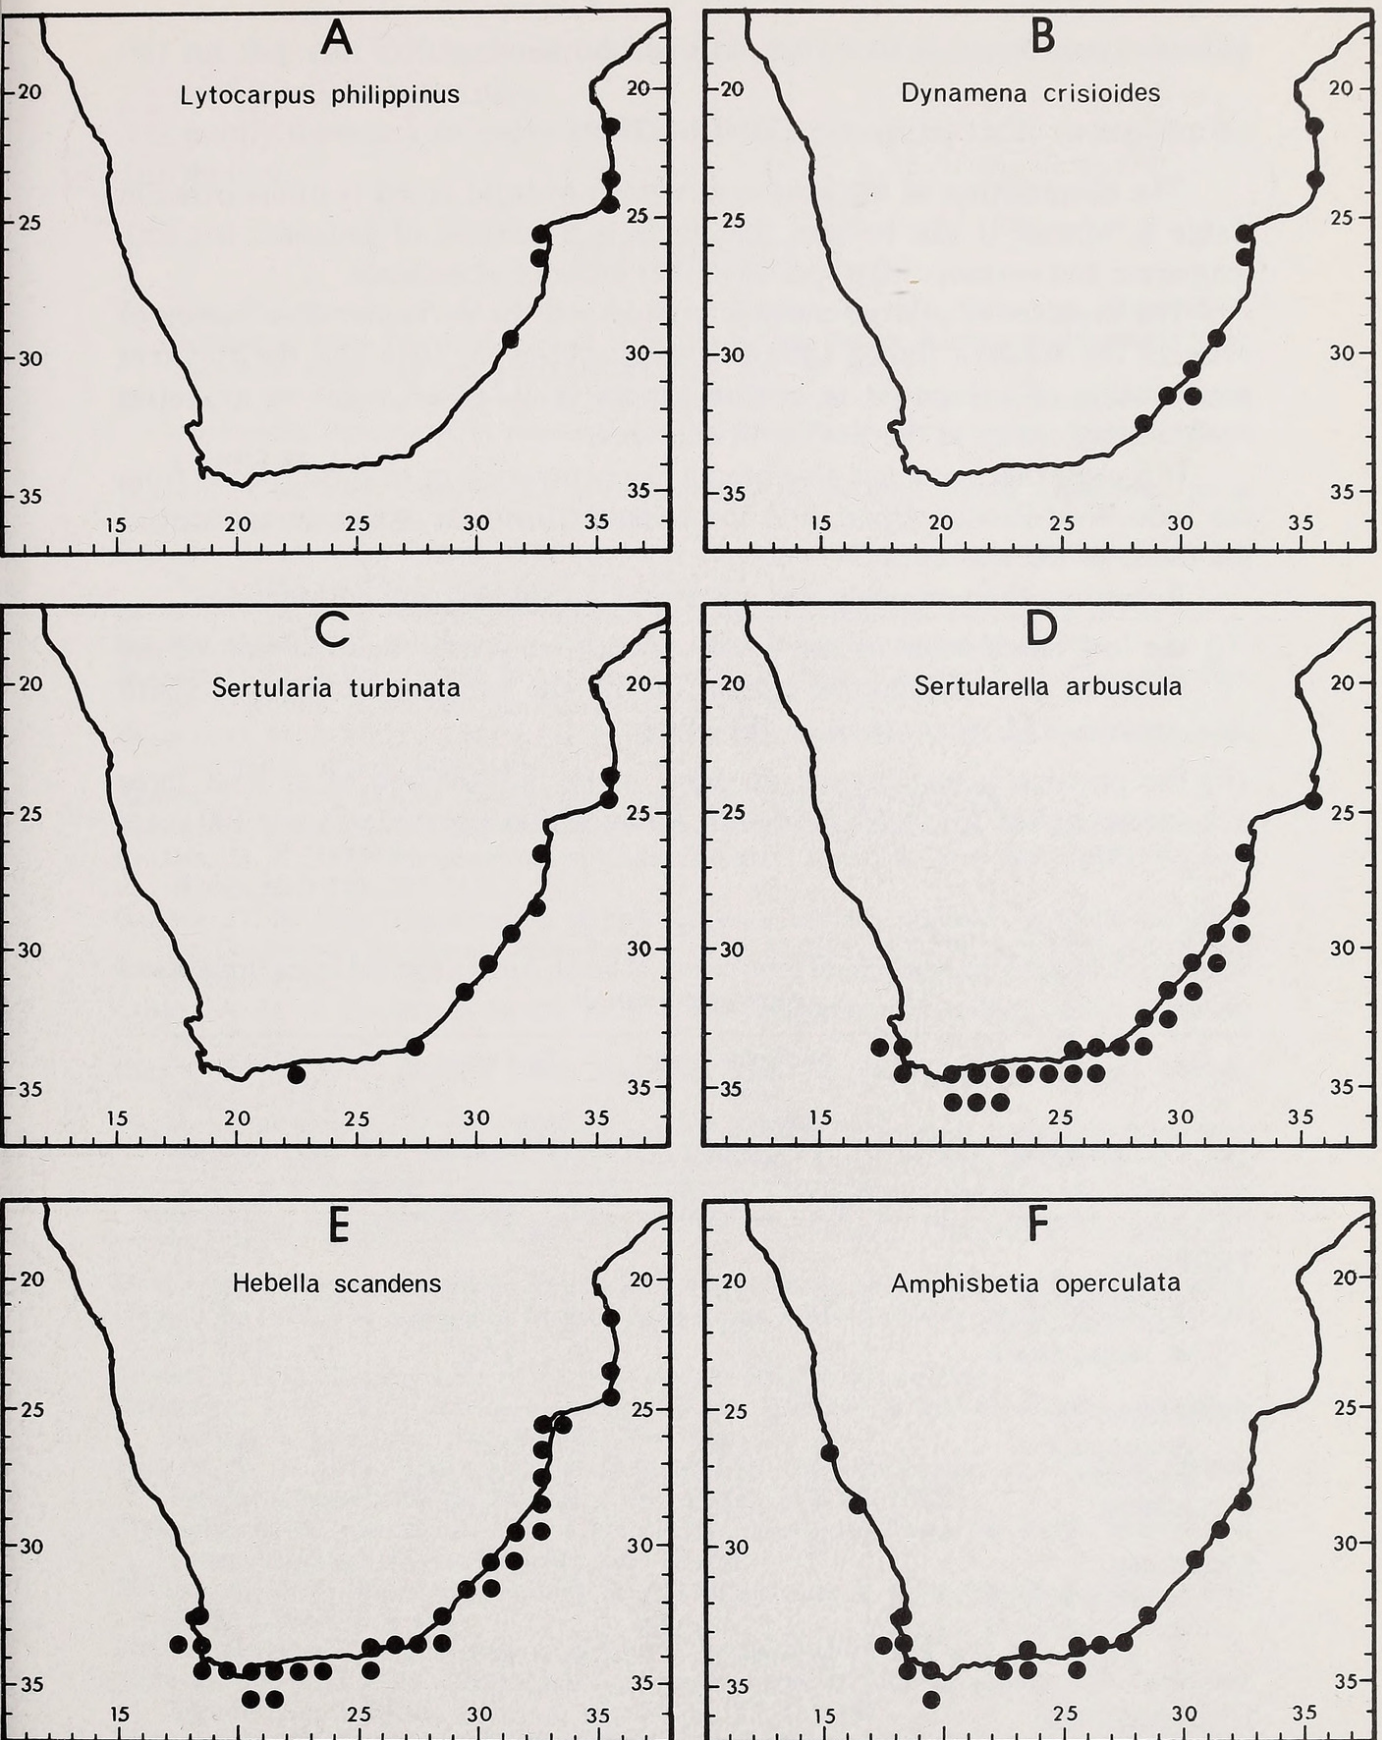 A
B
Lytocarpus philippinus
Dynamena crisioides
20
20
20
20
25
25
25
25
30
30
30
30
35
35
35
35
15 20 25 30 35
15 20 25 30 35
C
D
Sertularia turbinata
Sertularella arbuscula
20
20
20
20
25
25
25
25
30
30
30
30
35
35
35
35
15 20 25 30 35
15 25 30 35
E
F
Hebella scandens
Amphisbetia operculata
20
20
20
20
25
25
25
25
30
30
30
30
35
35
35
35
15 25 30 35
15 25 30 35